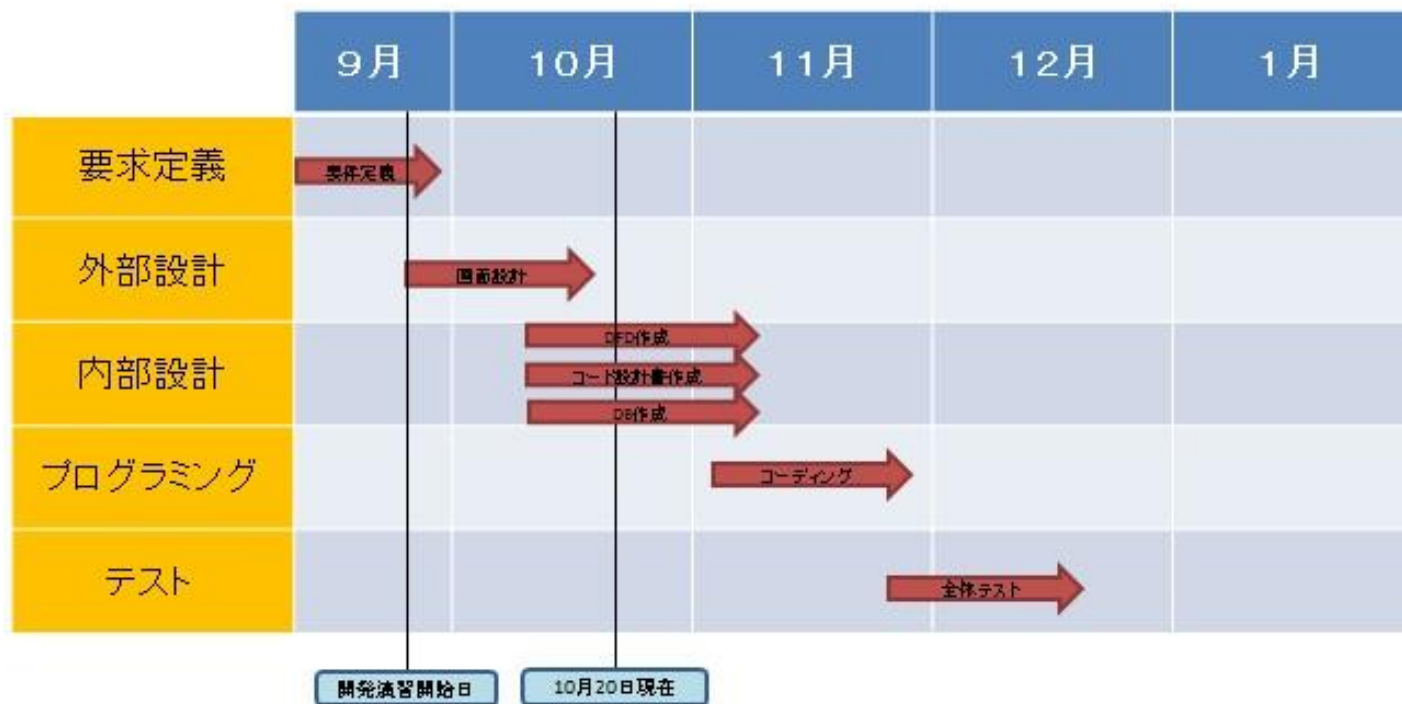 ９月 １０月 １１月 １２月 １月
要求定義
要件定義
外部設計
画面設計
内部設計
DFD作成
コード設計書作成
DB作成
プログラミング
コーディング
テスト
全体テスト
開発演習開始日
10月20日現在